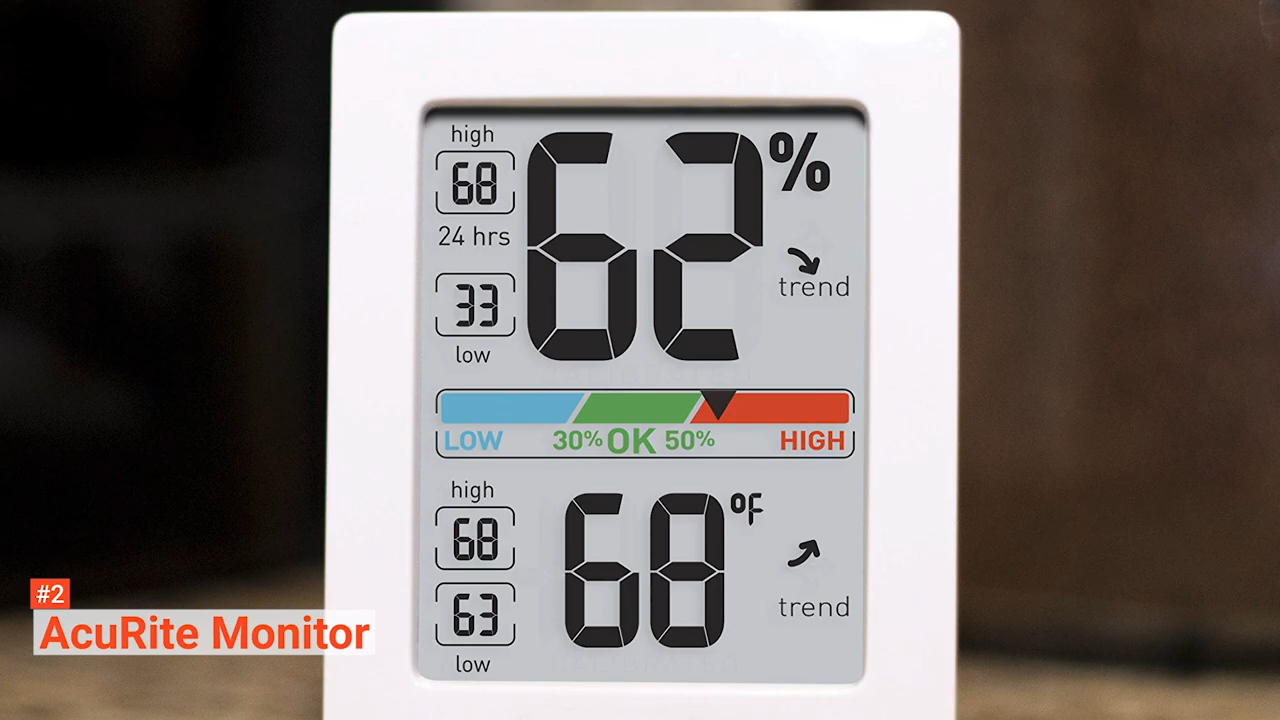 high
68
62%
24 hrs
trend
33
low
LOW 30% OK 50% HIGH
high
68
68°F
63
trend
low
#2
AcuRite Monitor